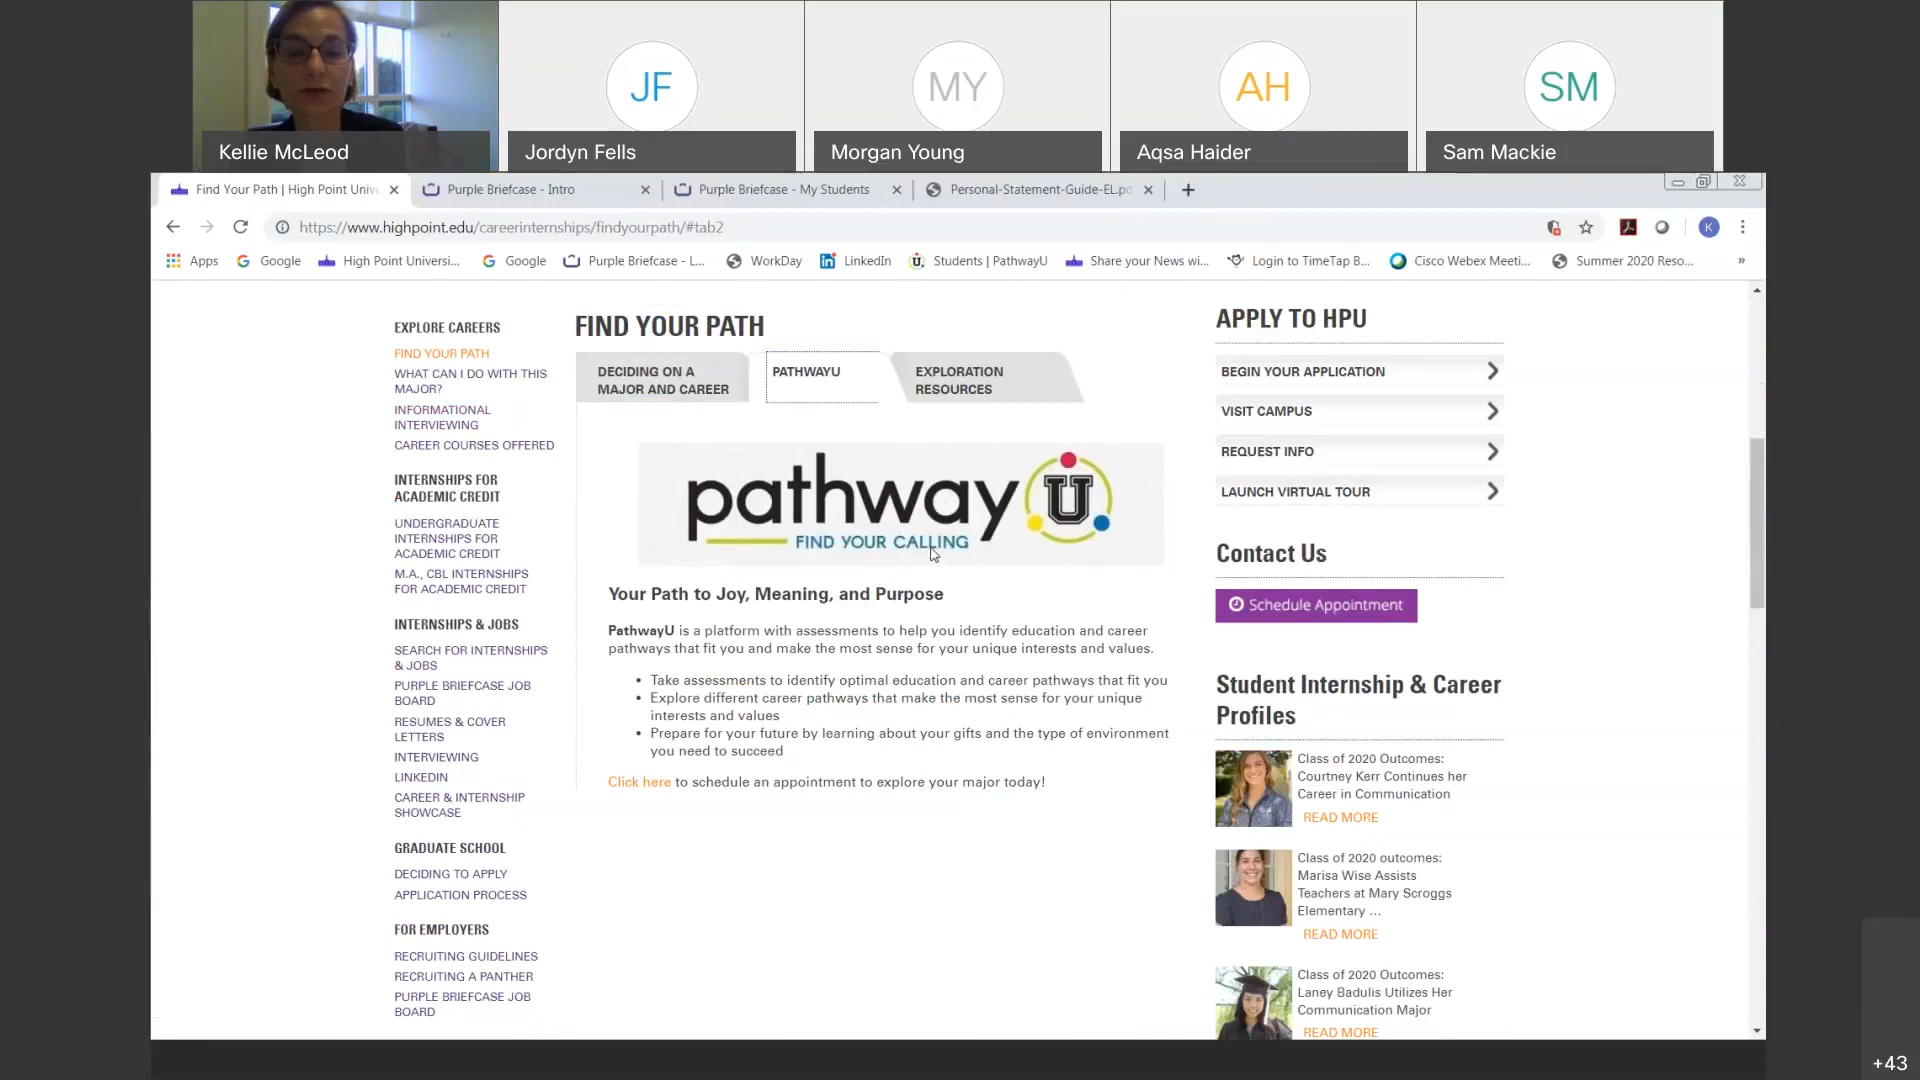 Kellie McLeod
JF
Jordyn Fells
MY
Morgan Young
AH
Aqsa Haider
SM
Sam Mackie
Find Your Path | High Point Unive
Purple Briefcase - Intro
Purple Briefcase - My Students
Personal-Statement-Guide-EL.pd
https://www.highpoint.edu/careerinternships/findyourpath/#tab2
K
Apps
Google
High Point Universi...
Google
Purple Briefcase - L...
WorkDay
LinkedIn
Students | PathwayU
Share your News wi...
Login to TimeTap B...
Cisco Webex Meeti...
Summer 2020 Reso...
»
EXPLORE CAREERS
FIND YOUR PATH
WHAT CAN I DO WITH THIS
MAJOR?
INFORMATIONAL
INTERVIEWING
CAREER COURSES OFFERED
INTERNSHIPS FOR
ACADEMIC CREDIT
UNDERGRADUATE
INTERNSHIPS FOR
ACADEMIC CREDIT
M.A., CBL INTERNSHIPS
FOR ACADEMIC CREDIT
INTERNSHIPS & JOBS
SEARCH FOR INTERNSHIPS
& JOBS
PURPLE BRIEFCASE JOB
BOARD
RESUMES & COVER
LETTERS
INTERVIEWING
LINKEDIN
CAREER & INTERNSHIP
SHOWCASE
GRADUATE SCHOOL
DECIDING TO APPLY
APPLICATION PROCESS
FOR EMPLOYERS
RECRUITING GUIDELINES
RECRUITING A PANTHER
PURPLE BRIEFCASE JOB
BOARD
FIND YOUR PATH
DECIDING ON A
MAJOR AND CAREER
PATHWAYU
EXPLORATION
RESOURCES
pathway U
FIND YOUR CALLING
Your Path to Joy, Meaning, and Purpose
PathwayU is a platform with assessments to help you identify education and career
pathways that fit you and make the most sense for your unique interests and values.
• Take assessments to identify optimal education and career pathways that fit you
• Explore different career pathways that make the most sense for your unique
interests and values
• Prepare for your future by learning about your gifts and the type of environment
you need to succeed
Click here to schedule an appointment to explore your major today!
APPLY TO HPU
BEGIN YOUR APPLICATION
VISIT CAMPUS
REQUEST INFO
LAUNCH VIRTUAL TOUR
Contact Us
Schedule Appointment
Student Internship & Career
Profiles
Class of 2020 Outcomes:
Courtney Kerr Continues her
Career in Communication
READ MORE
Class of 2020 outcomes:
Marisa Wise Assists
Teachers at Mary Scroggs
Elementary ...
READ MORE
Class of 2020 Outcomes:
Laney Badulis Utilizes Her
Communication Major
READ MORE
+43